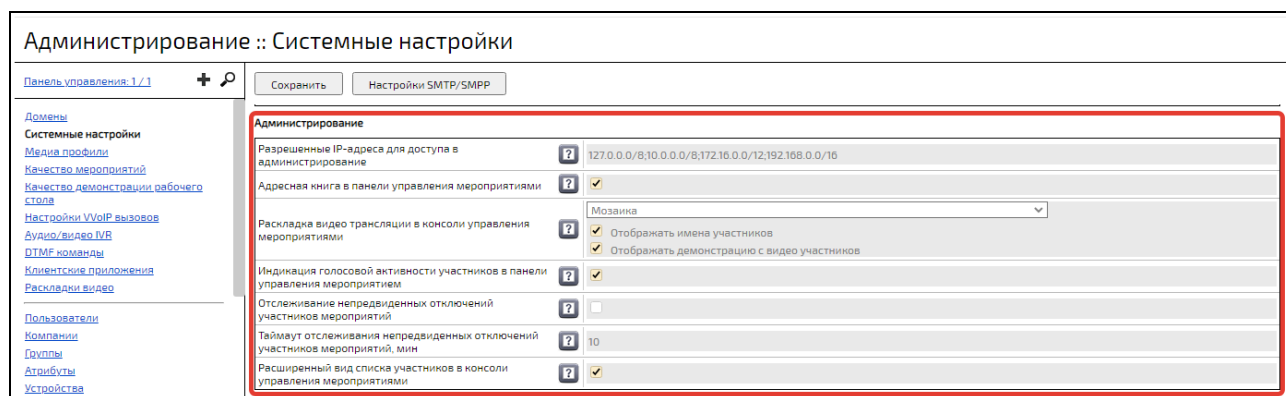 Администрирование :: Системные настройки
Панель управления: 1 / 1
Сохранить
Настройки SMTP/SMPP
Домены
Системные настройки
Медиа профили
Качество мероприятий
Качество демонстрации рабочего
стола
Настройки VVoIP вызовов
Аудио/видео IVR
DTMF команды
Клиентские приложения
Раскладки видео
Пользователи
Компании
Группы
Атрибуты
Устройства
Администрирование
Разрешенные IP-адреса для доступа в
администрирование
?
127.0.0.0/8;10.0.0.0/8;172.16.0.0/12;192.168.0.0/16
Адресная книга в панели управления мероприятиями
?
Раскладка видео трансляции в консоли управления
мероприятиями
?
Мозаика
Отображать имена участников
Отображать демонстрацию с видео участников
Индикация голосовой активности участников в панели
управления мероприятием
?
Отслеживание непредвиденных отключений
участников мероприятий
?
Таймаут отслеживания непредвиденных отключений
участников мероприятий, мин
?
10
Расширенный вид списка участников в консоли
управления мероприятиями
?